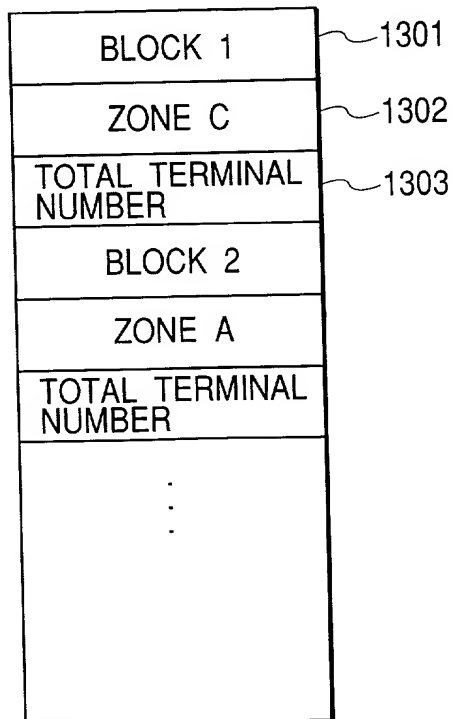 BLOCK 1 1301
ZONE C 1302
TOTAL TERMINAL 1303
NUMBER
BLOCK 2
ZONE A
TOTAL TERMINAL
NUMBER
.
.
.